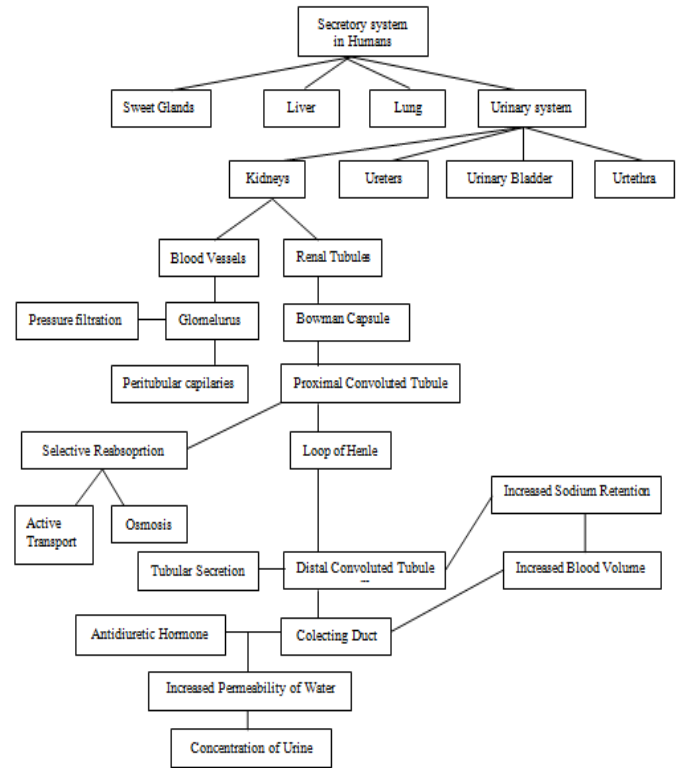 Secretory system
in Humans
Sweet Glands
Liver
Lung
Urinary system
Kidneys
Ureters
Urinary Bladder
Urtethra
Blood Vessels
Renal Tubules
Pressure filtration
Glomelurus
Bowman Capsule
Peritubular capilaries
Proximal Convoluted Tubule
Selective Reabsoprtion
Loop of Henle
Increased Sodium Retention
Active
Transport
Osmosis
Tubular Secretion
Distal Convoluted Tubule
Increased Blood Volume
Antidiuretic Hormone
Colecting Duct
Increased Permeability of Water
Concentration of Urine